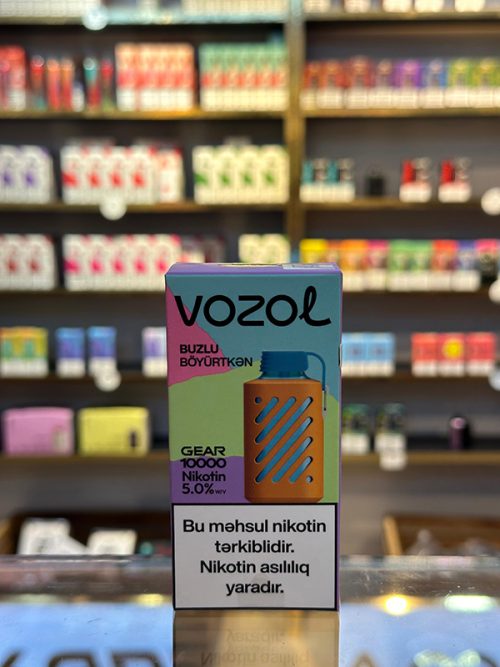 VOZOL
BUZLU
BÖYÜRTKƏN
GEAR
10000
Nikotin
5.0% w/v
Bu məhsul nikotin
tərkiblidir.
Nikotin asılılıq
yaradır.